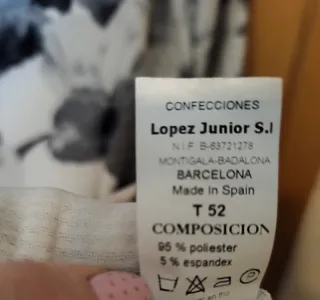 CONFECCIONES
Lopez Junior S.l
N.I.F. B-63721278
MONTIGALA-BADALONA
BARCELONA
Made in Spain
T 52
COMPOSICION
95 % poliester
5 % espandex